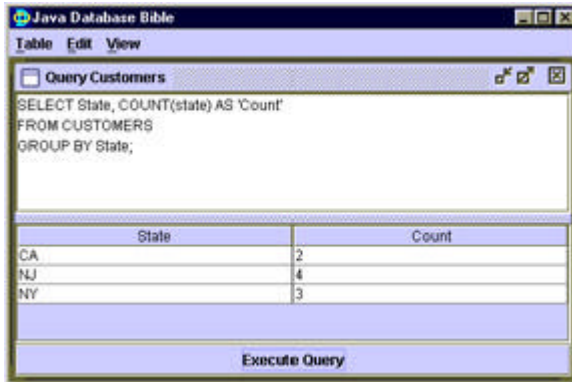 Java Database Bible
Table Edit View
Query Customers
SELECT State, COUNT(state) AS 'Count'
FROM CUSTOMERS
GROUP BY State;
State Count
CA 2
NJ 4
NY 3
Execute Query